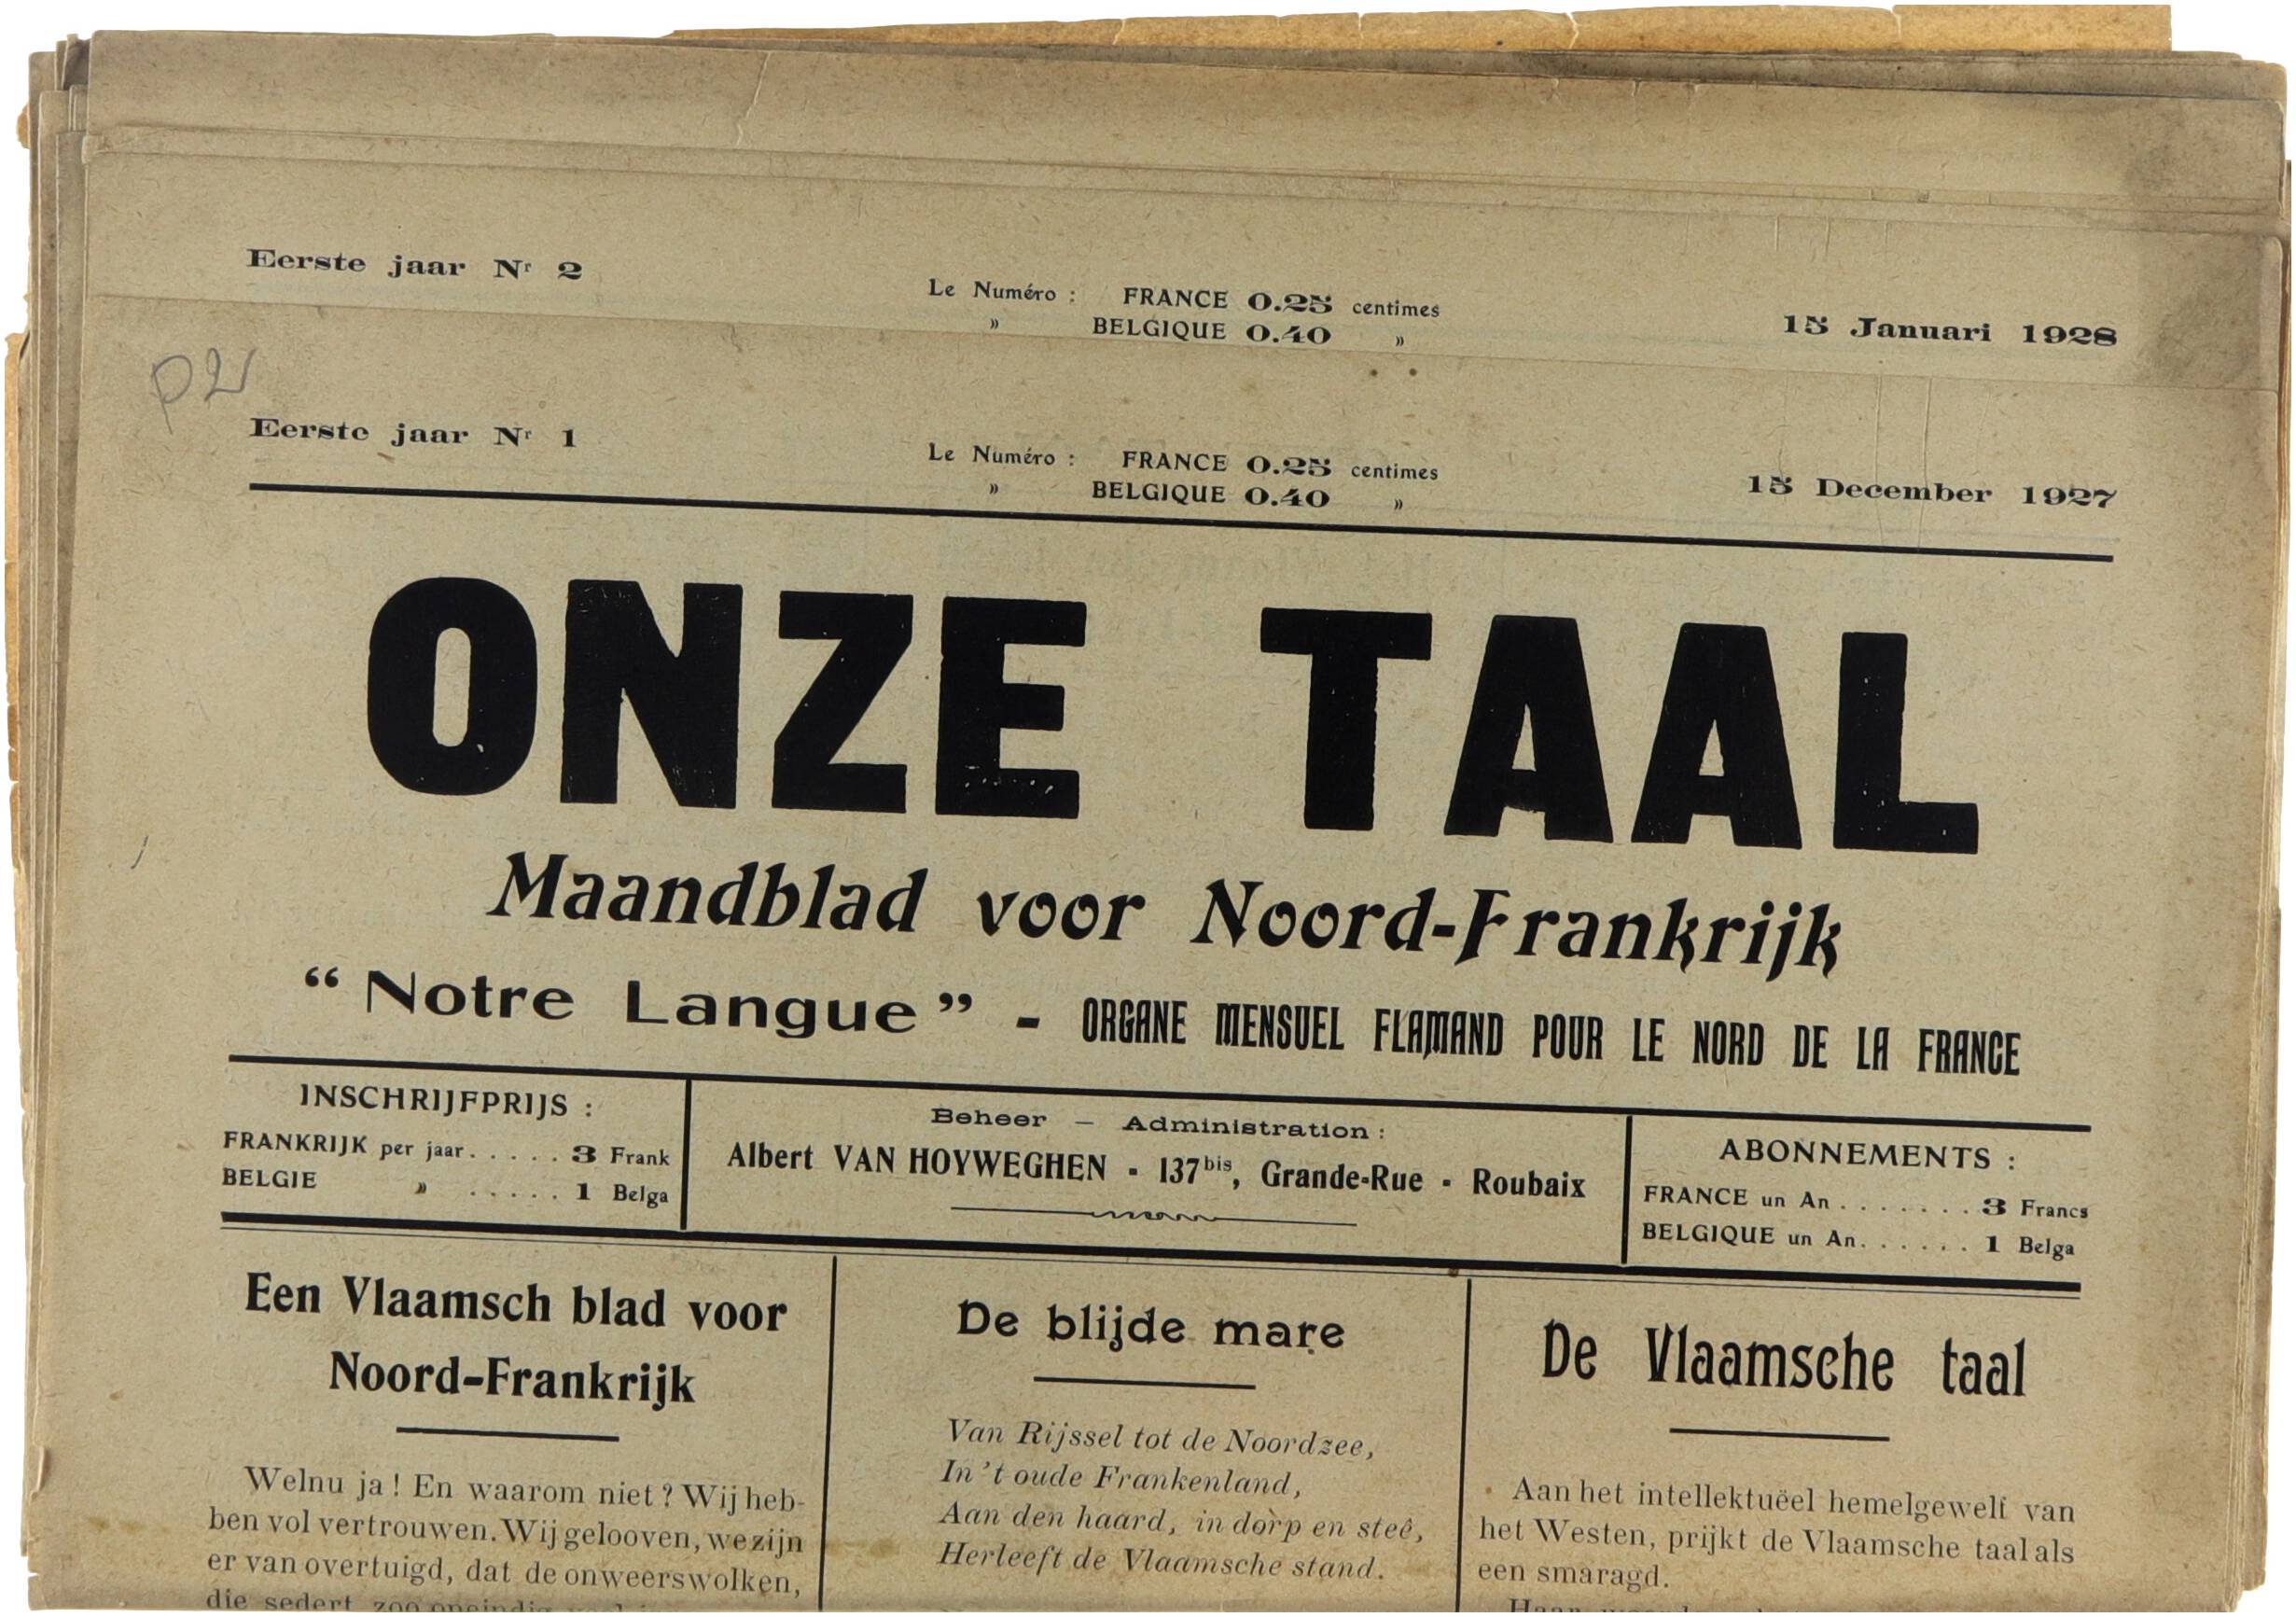 Eerste jaar Nr 2
Le Numéro : FRANCE 0.25 centimes
» BELGIQUE 0.40 »
15 Januari 1928
P2
Eerste jaar Nr 1
Le Numéro : FRANCE 0.25 centimes
» BELGIQUE 0.40 »
15 December 1927
ONZE TAAL
Maandblad voor Noord-Frankrijk
“ Notre Langue ” - ORGANE MENSUEL FLAMAND POUR LE NORD DE LA FRANCE
INSCHRIJFPRIJS :
FRANKRIJK per jaar. . . . . 3 Frank
BELGIE » . . . . . 1 Belga
Beheer — Administration :
Albert VAN HOYWEGHEN - 137bis, Grande-Rue - Roubaix
ABONNEMENTS :
FRANCE un An . . . . . . . 3 Francs
BELGIQUE un An. . . . . . 1 Belga
Een Vlaamsch blad voor
Noord-Frankrijk
Welnu ja ! En waarom niet ? Wij heb-
ben vol vertrouwen. Wij gelooven, we zijn
er van overtuigd, dat de onweerswolken,
die sedert zoo oneindig
De blijde mare
Van Rijssel tot de Noordzee,
In 't oude Frankenland,
Aan den haard, in dorp en steê,
Herleeft de Vlaamsche stand.
De Vlaamsche taal
Aan het intellektuëel hemelgewelf van
het Westen, prijkt de Vlaamsche taal als
een smaragd.